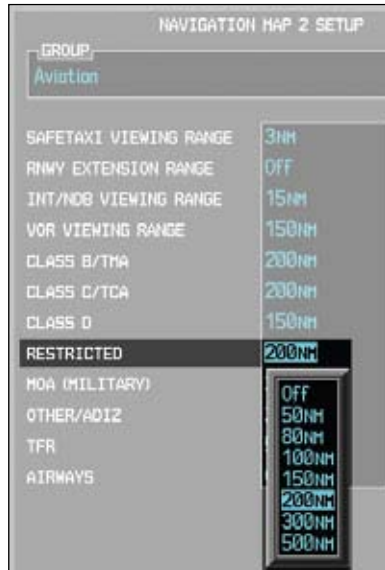 NAVIGATION MAP 2 SETUP
GROUP
Aviation
SAFETAXI VIEWING RANGE 3NM
RNWY EXTENSION RANGE Off
INT/NDB VIEWING RANGE 15NM
VOR VIEWING RANGE 150NM
CLASS B/TMA 200NM
CLASS C/TCA 200NM
CLASS D 150NM
RESTRICTED 200NM
MOA (MILITARY)
OTHER/ADIZ
TFR
AIRWAYS
Off
50NM
80NM
100NM
150NM
200NM
300NM
500NM